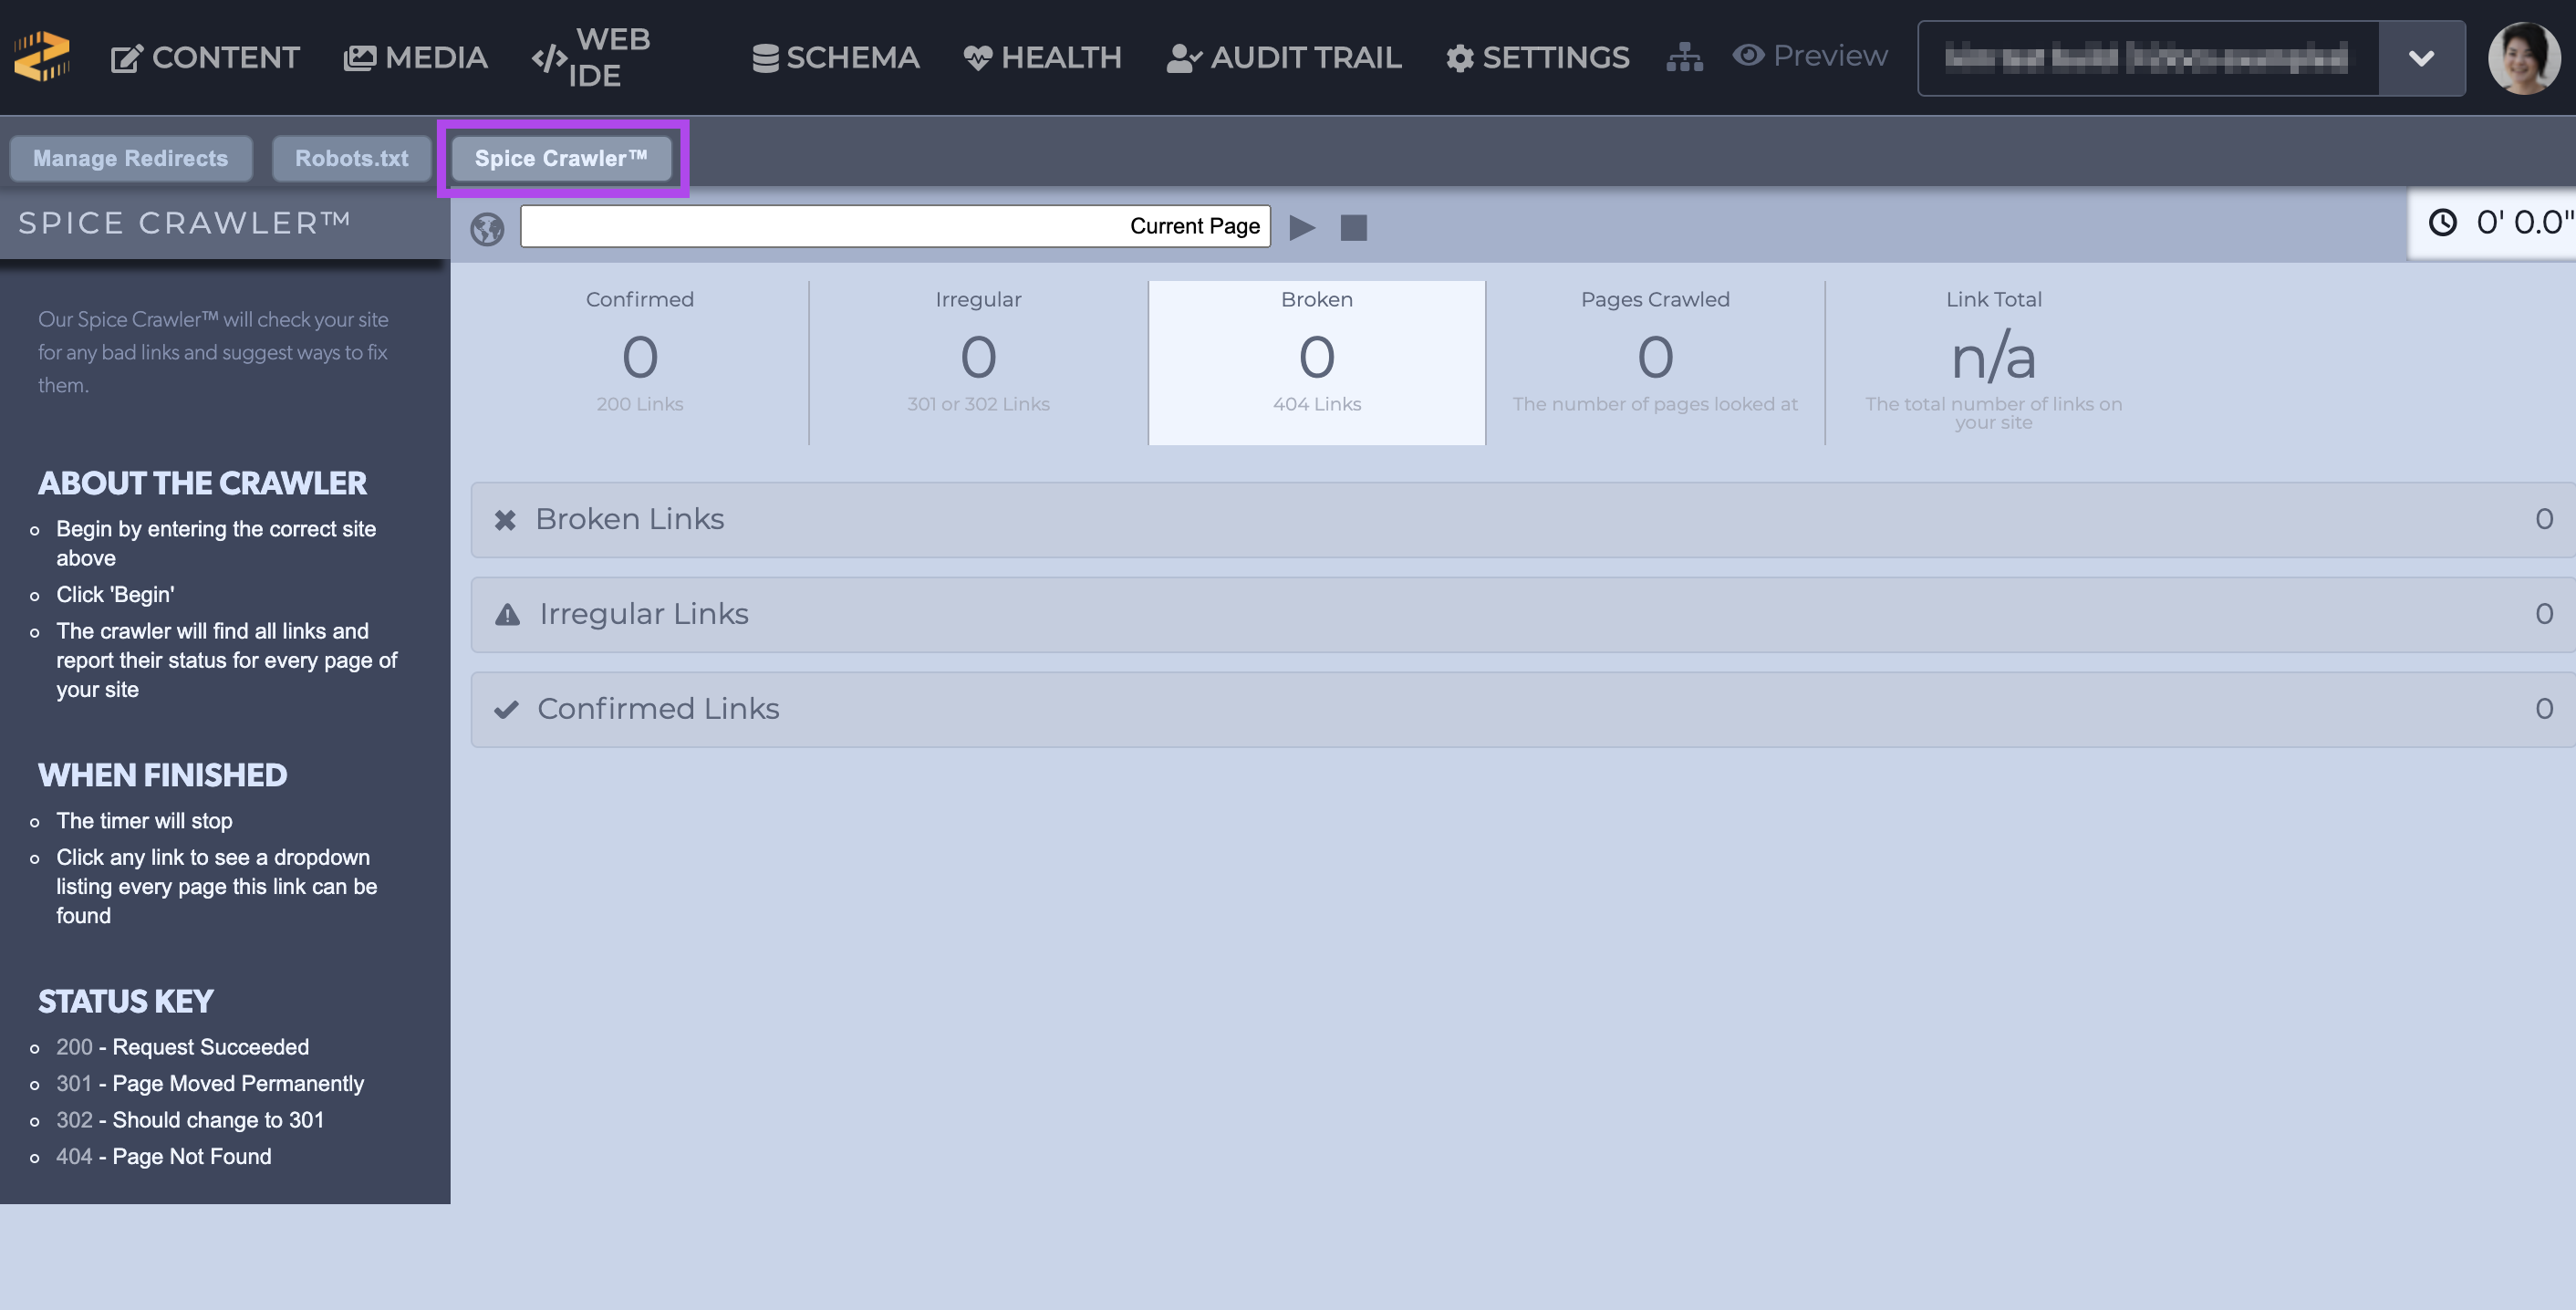 CONTENT
MEDIA
WEB
IDE
SCHEMA
HEALTH
AUDIT TRAIL
SETTINGS
Preview
Manage Redirects
Robots.txt
Spice Crawler™
SPICE CRAWLER™
Current Page
0' 0.0"
Our Spice Crawler™ will check your site
for any bad links and suggest ways to fix
them.
ABOUT THE CRAWLER
Begin by entering the correct site
above
Click 'Begin'
The crawler will find all links and
report their status for every page of
your site
WHEN FINISHED
The timer will stop
Click any link to see a dropdown
listing every page this link can be
found
STATUS KEY
200 - Request Succeeded
301 - Page Moved Permanently
302 - Should change to 301
404 - Page Not Found
Confirmed
0
200 Links
Irregular
0
301 or 302 Links
Broken
0
404 Links
Pages Crawled
0
The number of pages looked at
Link Total
n/a
The total number of links on
your site
Broken Links 0
Irregular Links 0
Confirmed Links 0